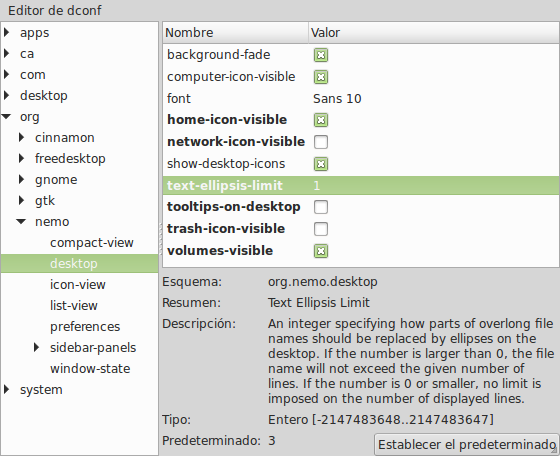 Editor de dconf
apps
ca
com
desktop
org
cinnamon
freedesktop
gnome
gtk
nemo
compact-view
desktop
icon-view
list-view
preferences
sidebar-panels
window-state
system
Nombre Valor
background-fade
computer-icon-visible
font Sans 10
home-icon-visible
network-icon-visible
show-desktop-icons
text-ellipsis-limit 1
tooltips-on-desktop
trash-icon-visible
volumes-visible
Esquema: org.nemo.desktop
Resumen: Text Ellipsis Limit
Descripción: An integer specifying how parts of overlong file
names should be replaced by ellipses on the
desktop. If the number is larger than 0, the file
name will not exceed the given number of
lines. If the number is 0 or smaller, no limit is
imposed on the number of displayed lines.
Tipo: Entero [-2147483648..2147483647]
Predeterminado: 3 Establecer el predeterminado